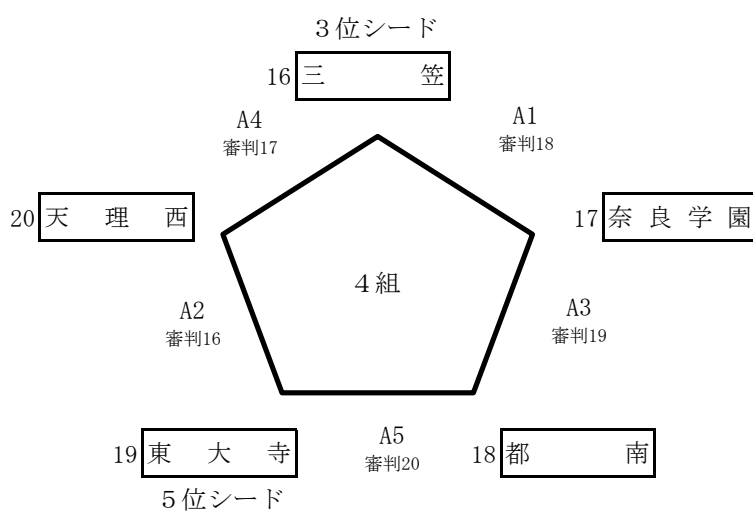 ３位シード
16 三笠
A4
審判17
A1
審判18
20 天理西
17 奈良学園
４組
A2
審判16
A3
審判19
A5
審判20
19 東大寺
18 都南
５位シード